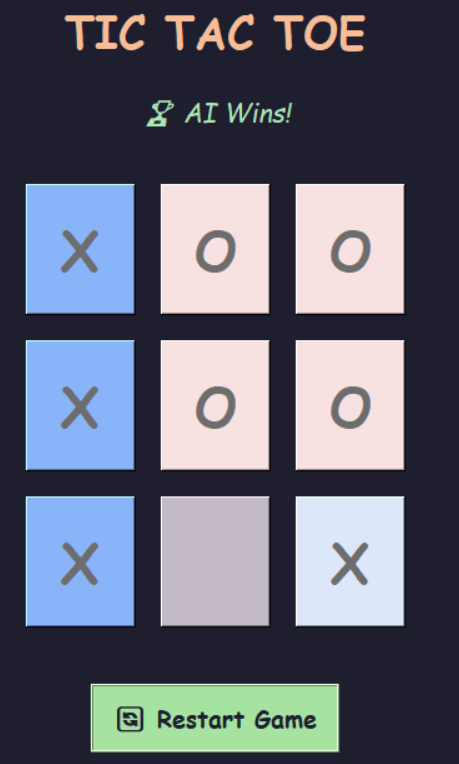 TIC TAC TOE
🏆 AI Wins!
X O O
X O O
X X
🔄 Restart Game